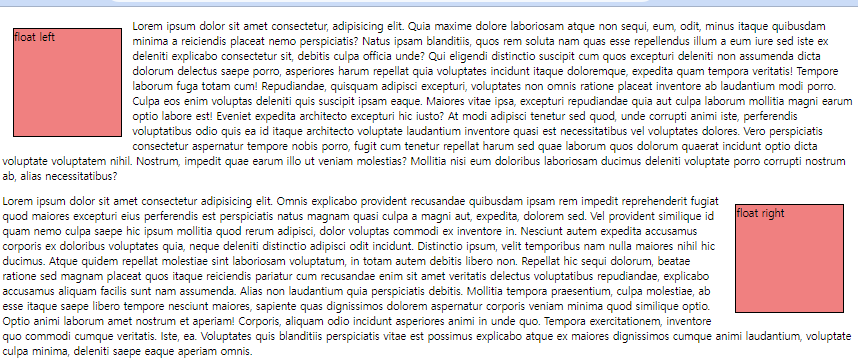 float left
Lorem ipsum dolor sit amet consectetur, adipisicing elit. Quia maxime dolore laboriosam atque non sequi, eum, odit, minus itaque quibusdam
minima a reiciendis placeat nemo perspiciatis? Natus ipsam blanditiis, quos rem soluta nam quas esse repellendus illum a eum iure sed iste ex
deleniti explicabo consectetur sit, debitis culpa officia unde? Qui eligendi distinctio suscipit cum quos excepturi deleniti non assumenda dicta
dolorum delectus saepe porro, asperiores harum repellat quia voluptates incidunt itaque doloremque, expedita quam tempora veritatis! Tempore
laborum fuga totam cum! Repudiandae, quisquam adipisci excepturi, voluptates non omnis ratione placeat inventore ab laudantium modi porro.
Culpa eos enim voluptas deleniti quis suscipit ipsam eaque. Maiores vitae ipsa, excepturi repudiandae quia aut culpa laborum mollitia magni earum
optio labore est! Eveniet expedita architecto excepturi hic iusto? At modi adipisci tenetur sed quod, unde corrupti animi iste, perferendis
voluptatibus odio quis ea id itaque architecto voluptate laudantium inventore quasi est necessitatibus vel voluptates dolores. Vero perspiciatis
consectetur aspernatur tempore nobis porro, fugit cum tenetur repellat harum sed quae laborum quos dolorum quaerat incidunt optio dicta
voluptate voluptatem nihil. Nostrum, impedit quae earum illo ut veniam molestias? Mollitia nisi eum doloribus laboriosam ducimus deleniti voluptate porro corrupti nostrum
ab, alias necessitatibus?
Lorem ipsum dolor sit amet consectetur adipisicing elit. Omnis explicabo provident recusandae quibusdam ipsam rem impedit reprehenderit fugiat
quod maiores excepturi eius perferendis est perspiciatis natus magnam quasi culpa a magni aut, expedita, dolorem sed. Vel provident similique id
quam nemo culpa saepe hic ipsum mollitia quod rerum adipisci, dolor voluptas commodi ex inventore in. Nesciunt autem expedita accusamus
corporis ex doloribus voluptates quia, neque deleniti distinctio adipisci odit incidunt. Distinctio ipsum, velit temporibus nam nulla maiores nihil hic
ducimus. Atque quidem repellat molestiae sint laboriosam voluptatum, in totam autem debitis libero non. Repellat hic sequi dolorum, beatae
ratione sed magnam placeat quos itaque reiciendis pariatur cum recusandae enim sit amet veritatis delectus voluptatibus repudiandae, explicabo
accusamus aliquam facilis sunt nam assumenda. Alias non laudantium quia perspiciatis debitis. Mollitia tempora praesentium, culpa molestiae, ab
esse itaque saepe libero tempore nesciunt maiores, sapiente quas dignissimos dolorem aspernatur corporis veniam minima quod similique optio.
Optio animi laborum amet nostrum et aperiam! Corporis, aliquam odio incidunt asperiores animi in unde quo. Tempora exercitationem, inventore
quo commodi cumque veritatis. Iste, ea. Voluptates quis blanditiis perspiciatis vitae est possimus explicabo atque ex maiores dignissimos cumque animi laudantium, voluptate
culpa minima, deleniti saepe eaque aperiam omnis.
float right